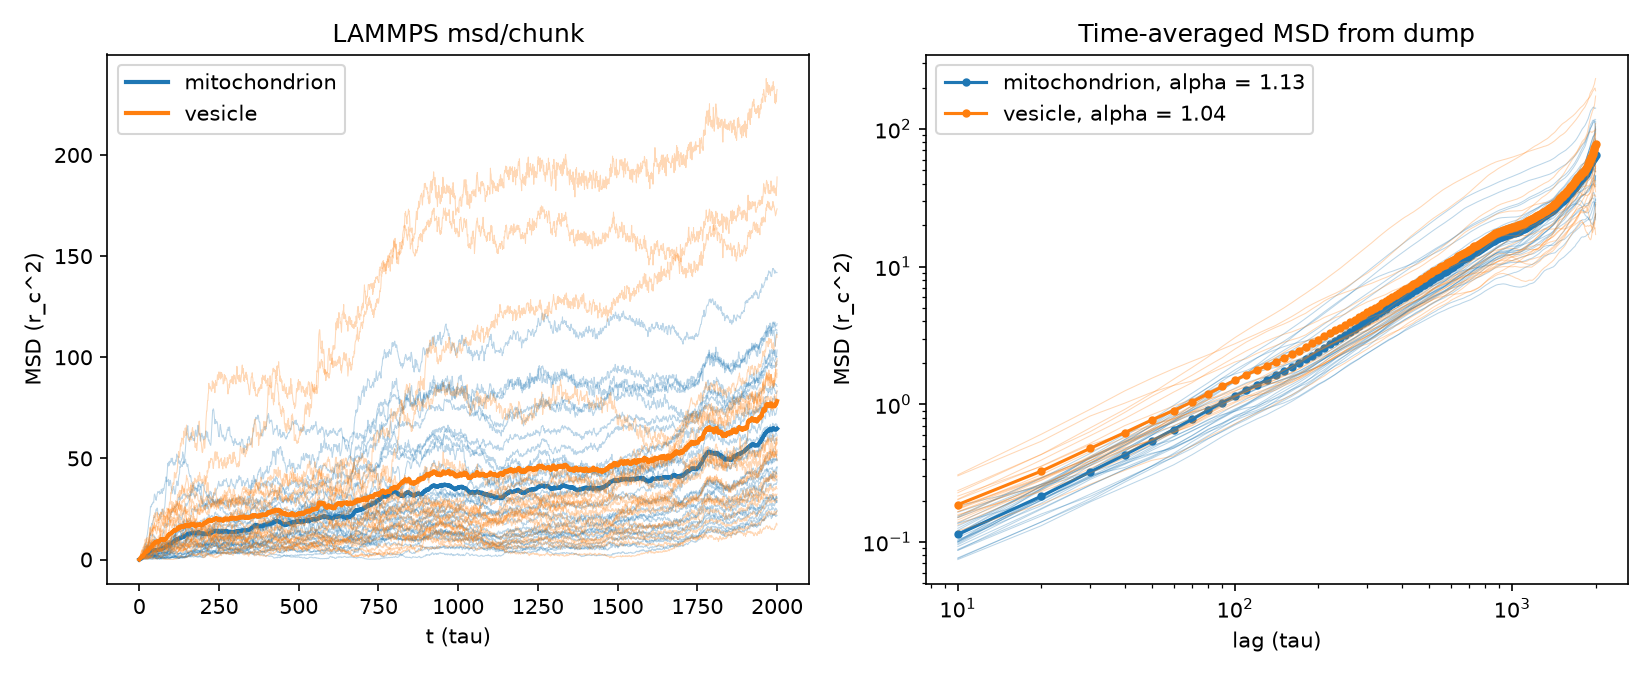 LAMMPS msd/chunk
mitochondrion
vesicle
MSD (r_c^2)
200
150
100
50
0
0 250 500 750 1000 1250 1500 1750 2000
t (tau)
Time-averaged MSD from dump
mitochondrion, alpha = 1.13
vesicle, alpha = 1.04
MSD (r_c^2)
10^2
10^1
10^0
10^−1
10^1 10^2 10^3
lag (tau)